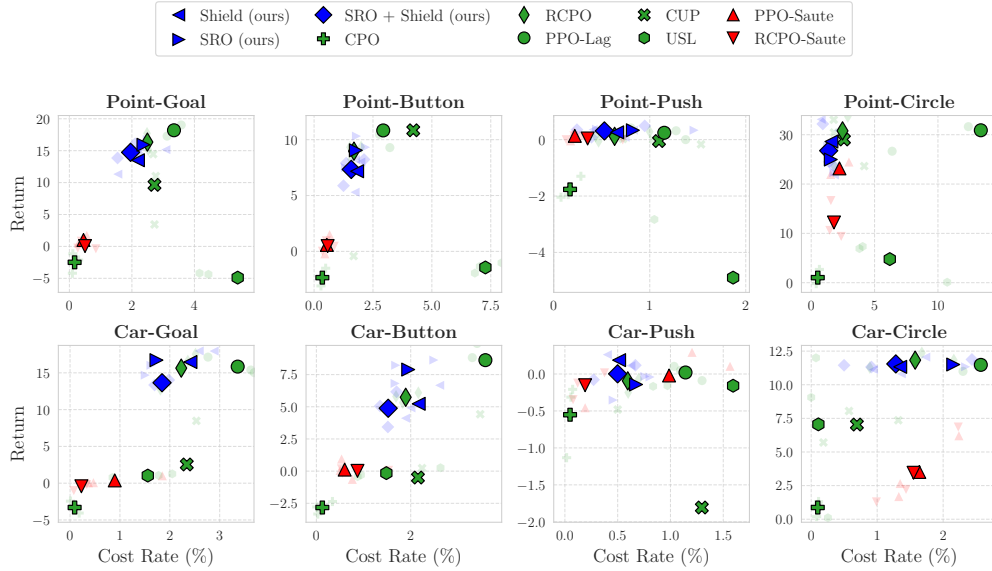 Shield (ours) SRO + Shield (ours) RCPO CUP PPO-Saute
SRO (ours) CPO PPO-Lag USL RCPO-Saute
Point-Goal Point-Button Point-Push Point-Circle
Return
20
15
10
5
0
−5
0 2 4
10
5
0
0.0 2.5 5.0 7.5
0
−2
−4
0 1 2
30
20
10
0
0 5 10
Car-Goal Car-Button Car-Push Car-Circle
Return
15
10
5
0
−5
0 1 2 3
Cost Rate (%)
7.5
5.0
2.5
0.0
−2.5
0 2
Cost Rate (%)
0.0
−0.5
−1.0
−1.5
−2.0
0.0 0.5 1.0 1.5
Cost Rate (%)
12.5
10.0
7.5
5.0
2.5
0.0
0 1 2
Cost Rate (%)